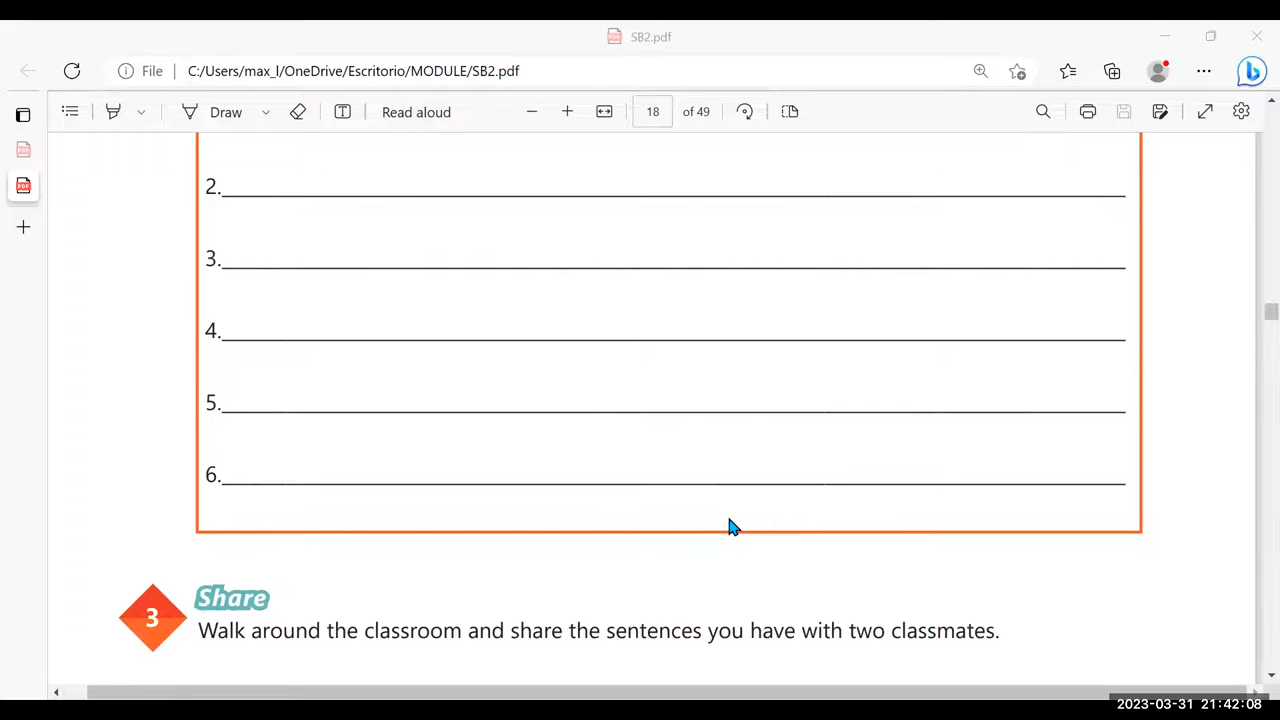 SB2.pdf
File
C:/Users/max_l/OneDrive/Escritorio/MODULE/SB2.pdf
Draw
Read aloud
18
of 49
2.
3.
4.
5.
6.
3
Share
Walk around the classroom and share the sentences you have with two classmates.
2023-03-31 21:42:08